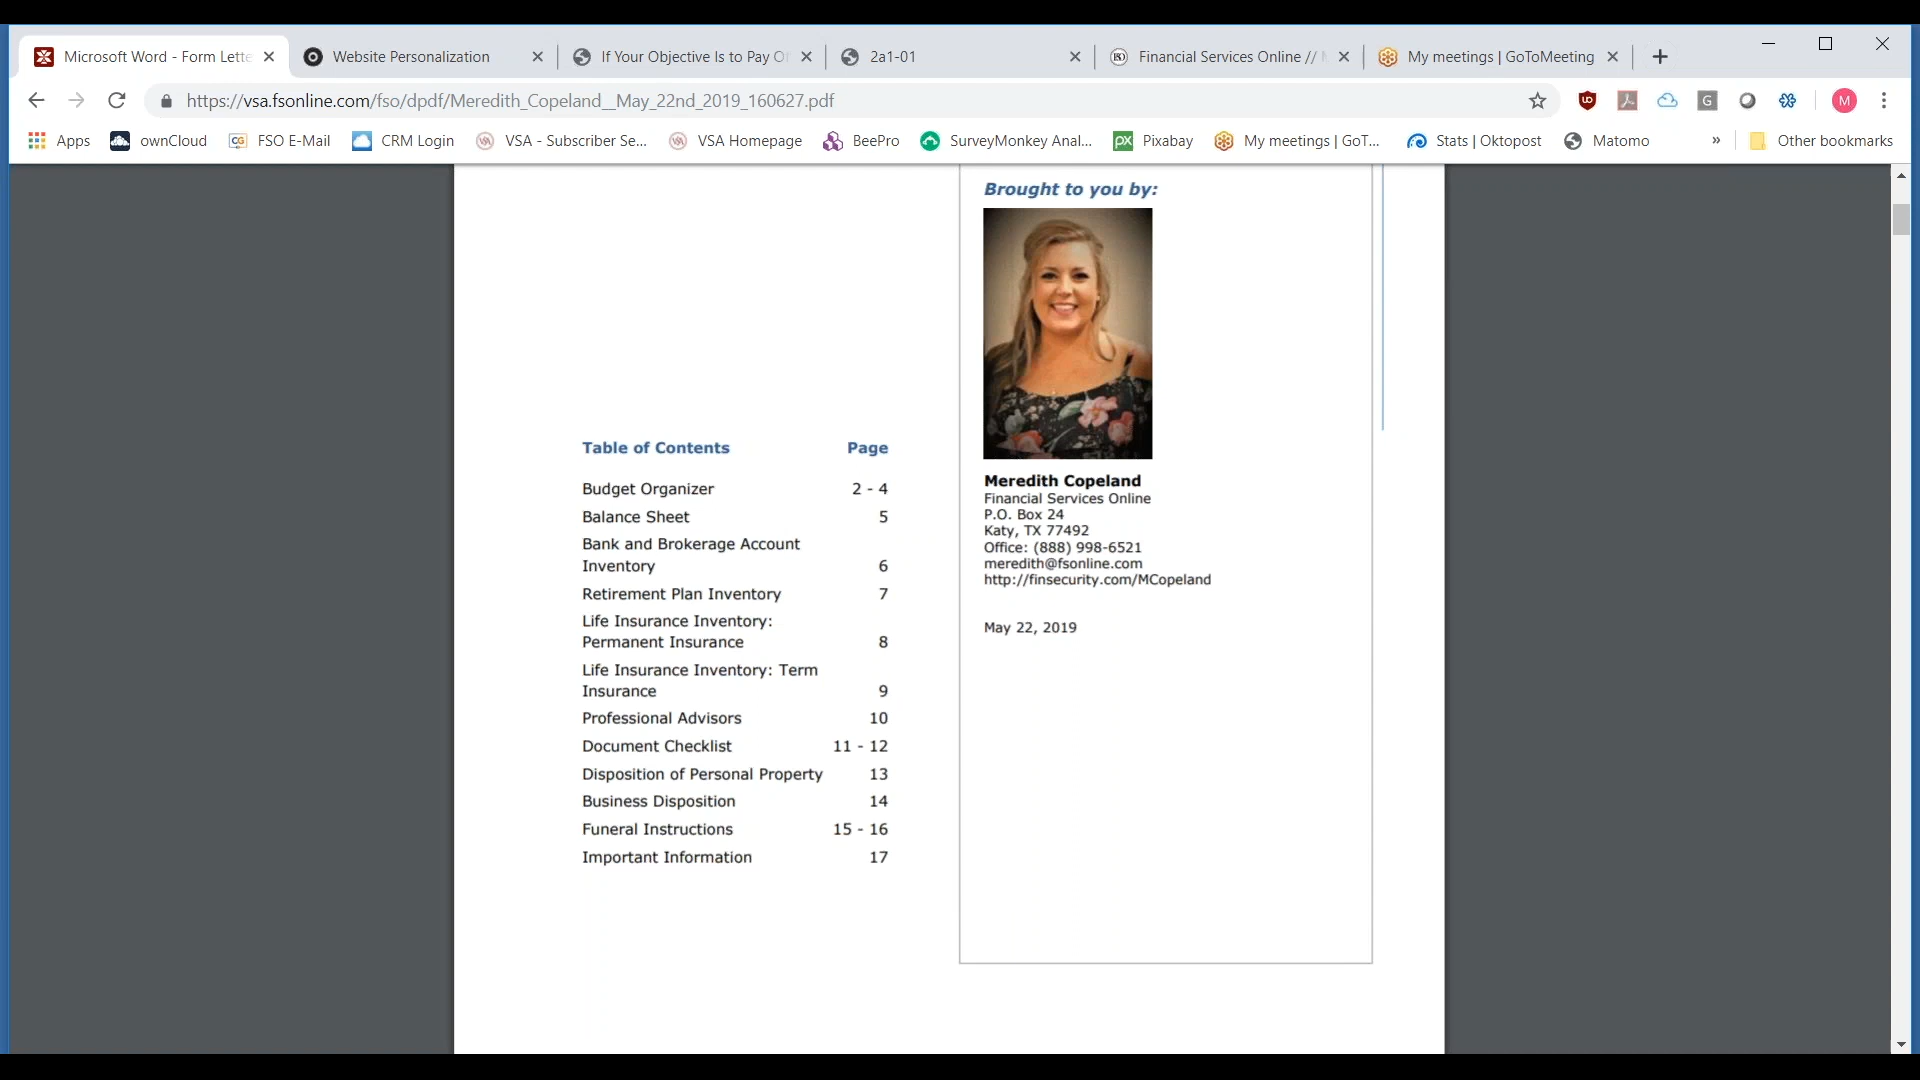 Microsoft Word - Form Lette
Website Personalization
If Your Objective Is to Pay Of
2a1-01
Financial Services Online //
My meetings | GoToMeeting
https://vsa.fsonline.com/fso/dpdf/Meredith_Copeland__May_22nd_2019_160627.pdf
M
Apps
ownCloud
CG
FSO E-Mail
CRM Login
VSA - Subscriber Se...
VSA Homepage
BeePro
SurveyMonkey Anal...
px
Pixabay
My meetings | GoT...
Stats | Oktopost
Matomo
»
Other bookmarks
Brought to you by:
Table of Contents Page
Budget Organizer 2 - 4
Balance Sheet 5
Bank and Brokerage Account
Inventory 6
Retirement Plan Inventory 7
Life Insurance Inventory:
Permanent Insurance 8
Life Insurance Inventory: Term
Insurance 9
Professional Advisors 10
Document Checklist 11 - 12
Disposition of Personal Property 13
Business Disposition 14
Funeral Instructions 15 - 16
Important Information 17
Meredith Copeland
Financial Services Online
P.O. Box 24
Katy, TX 77492
Office: (888) 998-6521
meredith@fsonline.com
http://finsecurity.com/MCopeland
May 22, 2019